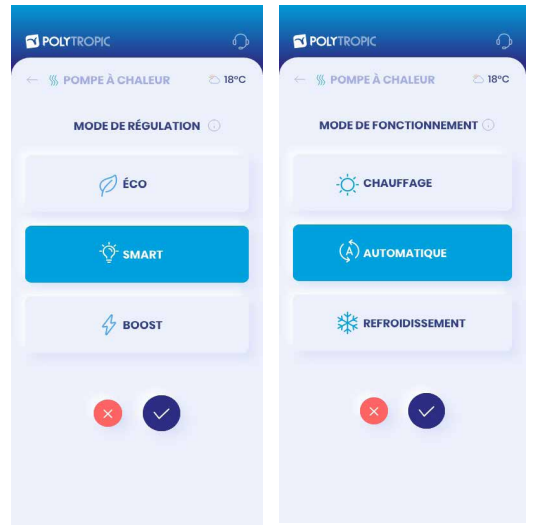 POLYTROPIC
POMPE À CHALEUR 18°C
MODE DE RÉGULATION
ÉCO
SMART
BOOST
POLYTROPIC
POMPE À CHALEUR 18°C
MODE DE FONCTIONNEMENT
CHAUFFAGE
A AUTOMATIQUE
REFROIDISSEMENT